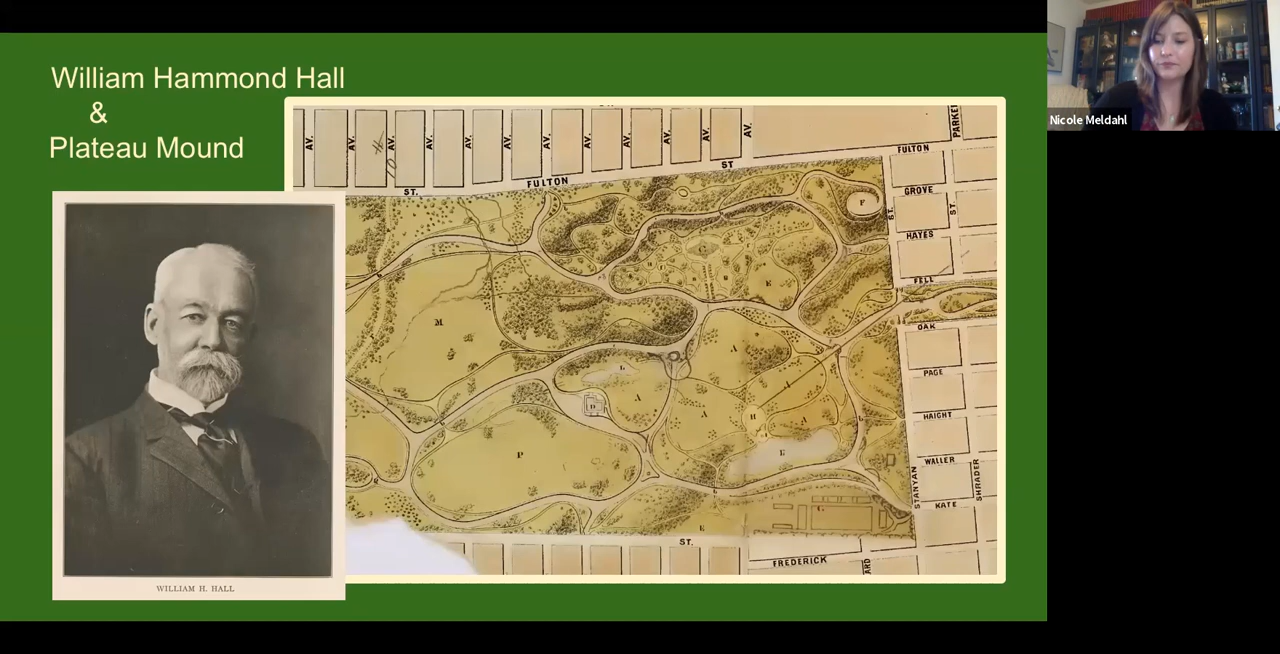 William Hammond Hall
&
Plateau Mound
Nicole Meldahl
AV.
AV.
AV.
AV.
AV.
AV.
AV.
AV.
AV.
AV.
AV.
AV.
ST.
FULTON
ST
FULTON
GROVE
ST.
ST.
HAYES
FELL
OAK
PAGE
HAIGHT
WALLER
STANYAN
SHRADER
KATE
ST.
FREDERICK
F
G
K
M
L
A
A
A
A
D
H
E
P
G.
K
WILLIAM H. HALL